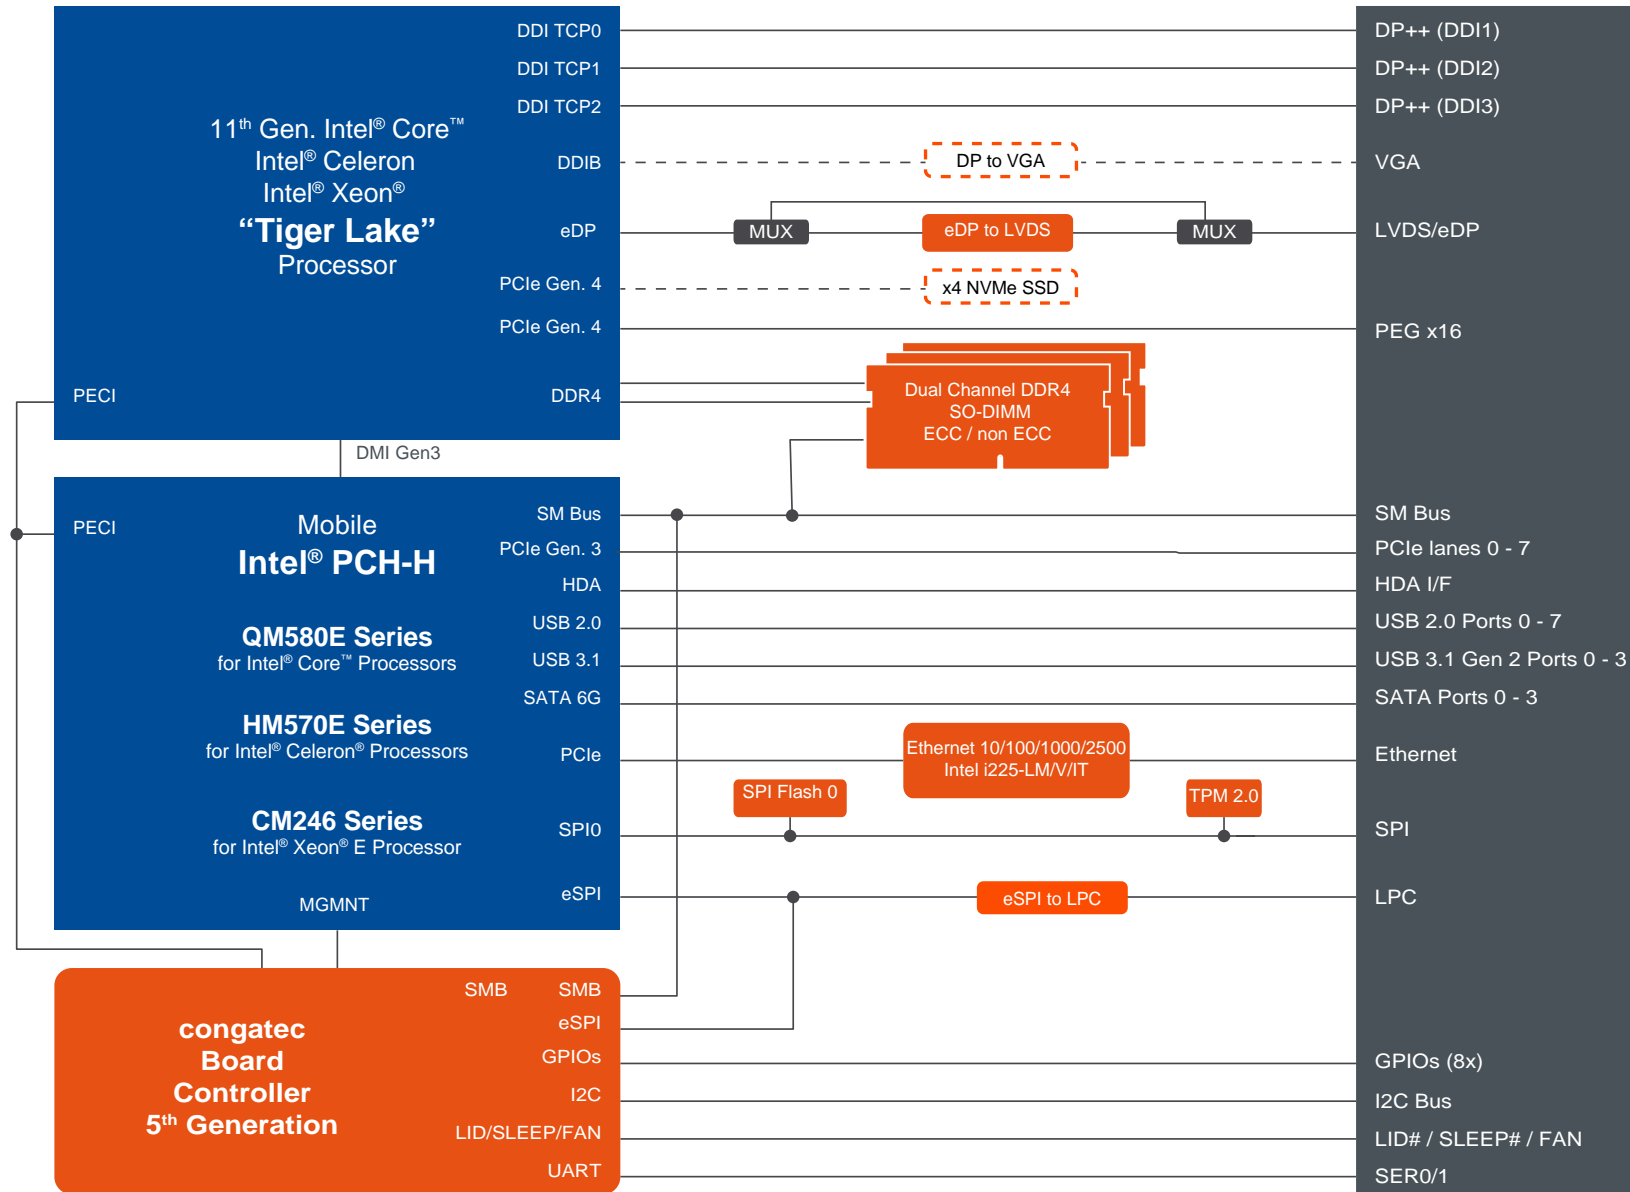 DDI TCP0
DP++ (DDI1)
DDI TCP1
DP++ (DDI2)
DDI TCP2
DP++ (DDI3)
11th Gen. Intel® Core™
Intel® Celeron
Intel® Xeon®
“Tiger Lake”
Processor
DDIB
DP to VGA
VGA
eDP
MUX
eDP to LVDS
MUX
LVDS/eDP
PCIe Gen. 4
x4 NVMe SSD
PCIe Gen. 4
PEG x16
PECI
DDR4
Dual Channel DDR4
SO-DIMM
ECC / non ECC
DMI Gen3
PECI
Mobile
Intel® PCH-H
SM Bus
SM Bus
PCIe Gen. 3
PCIe lanes 0 - 7
HDA
HDA I/F
QM580E Series
for Intel® Core™ Processors
USB 2.0
USB 2.0 Ports 0 - 7
USB 3.1
USB 3.1 Gen 2 Ports 0 - 3
SATA 6G
SATA Ports 0 - 3
HM570E Series
for Intel® Celeron® Processors
PCIe
Ethernet 10/100/1000/2500
Intel i225-LM/V/IT
Ethernet
SPI Flash 0
TPM 2.0
CM246 Series
for Intel® Xeon® E Processor
SPI0
SPI
MGMNT
eSPI
eSPI to LPC
LPC
congatec
Board
Controller
5th Generation
SMB
SMB
eSPI
GPIOs
GPIOs (8x)
I2C
I2C Bus
LID/SLEEP/FAN
LID# / SLEEP# / FAN
UART
SER0/1